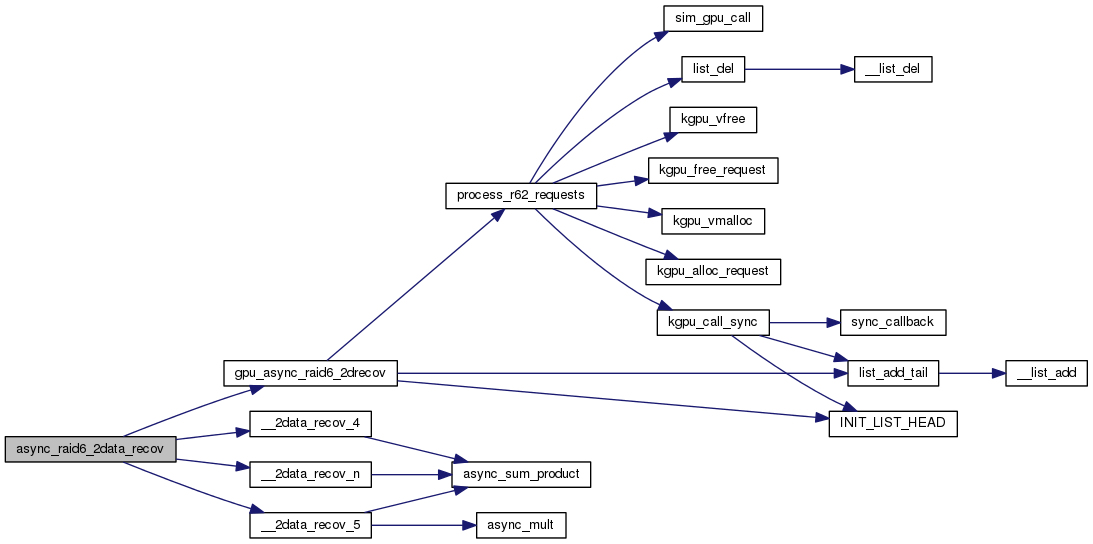 sim_gpu_call
list_del
__list_del
kgpu_vfree
kgpu_free_request
process_r62_requests
kgpu_vmalloc
kgpu_alloc_request
kgpu_call_sync
sync_callback
gpu_async_raid6_2drecov
list_add_tail
__list_add
__2data_recov_4
INIT_LIST_HEAD
async_raid6_2data_recov
__2data_recov_n
async_sum_product
__2data_recov_5
async_mult